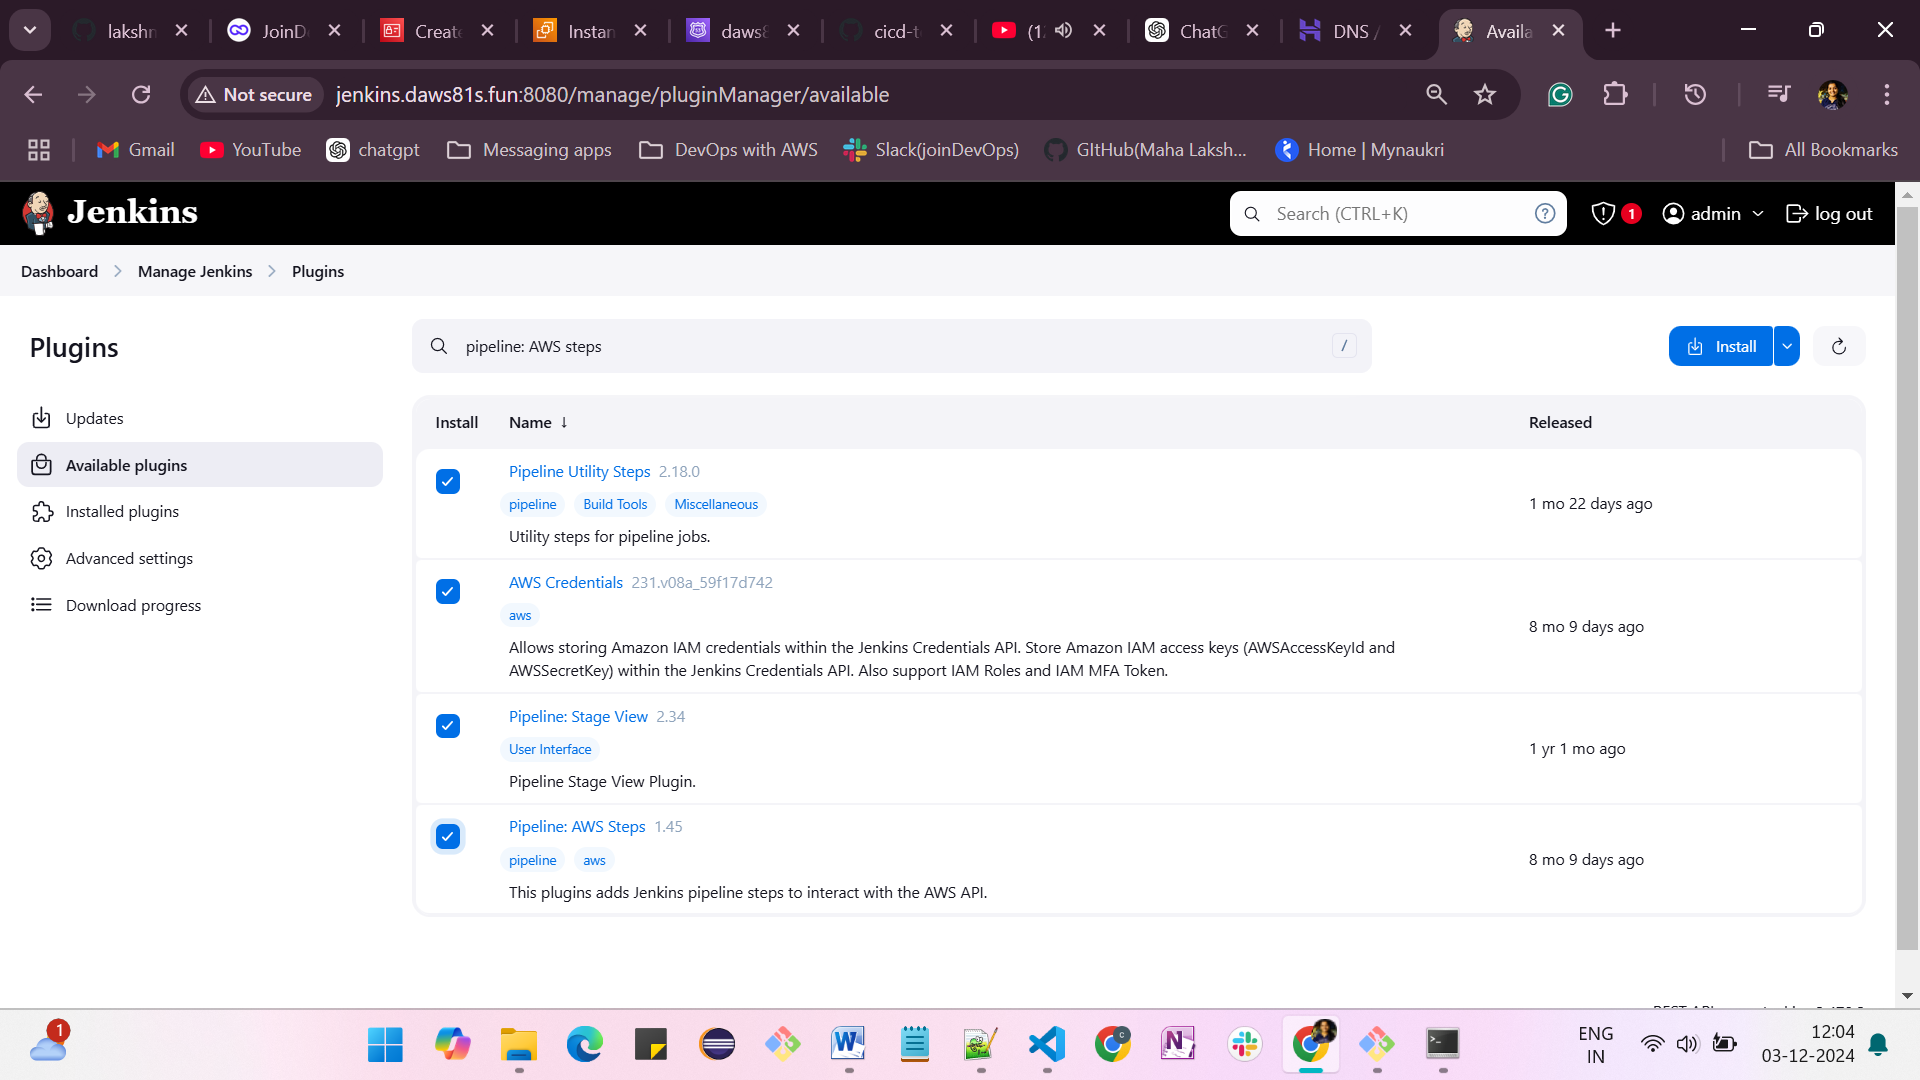 lakshn
JoinD
Create
Instan
daws8
cicd-t
(1
ChatG
DNS /
Availa
Not secure
jenkins.daws81s.fun:8080/manage/pluginManager/available
Gmail
YouTube
chatgpt
Messaging apps
DevOps with AWS
Slack(joinDevOps)
GItHub(Maha Laksh...
Home | Mynaukri
All Bookmarks
Jenkins
Search (CTRL+K)
1
admin
log out
Dashboard
Manage Jenkins
Plugins
Plugins
Updates
Available plugins
Installed plugins
Advanced settings
Download progress
pipeline: AWS steps
/
Install
Install
Name ↓
Released
Pipeline Utility Steps 2.18.0
pipeline
Build Tools
Miscellaneous
Utility steps for pipeline jobs.
1 mo 22 days ago
AWS Credentials 231.v08a_59f17d742
aws
Allows storing Amazon IAM credentials within the Jenkins Credentials API. Store Amazon IAM access keys (AWSAccessKeyId and
AWSSecretKey) within the Jenkins Credentials API. Also support IAM Roles and IAM MFA Token.
8 mo 9 days ago
Pipeline: Stage View 2.34
User Interface
Pipeline Stage View Plugin.
1 yr 1 mo ago
Pipeline: AWS Steps 1.45
pipeline
aws
This plugins adds Jenkins pipeline steps to interact with the AWS API.
8 mo 9 days ago
1
ENG
IN
12:04
03-12-2024